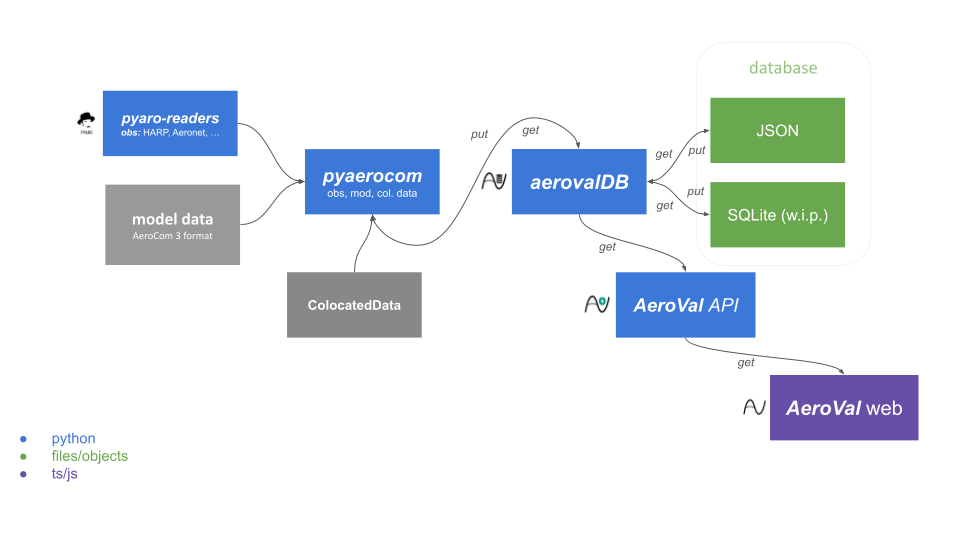 database
pyaro-readers
obs: HARP, Aeronet, ...
PYARO
JSON
put
get
get
put
pyaerocom
obs, mod, col. data
aerovalDB
put
get
model data
AeroCom 3 format
SQLite (w.i.p.)
get
ColocatedData
AeroVal API
get
AeroVal web
● python
● files/objects
● ts/js